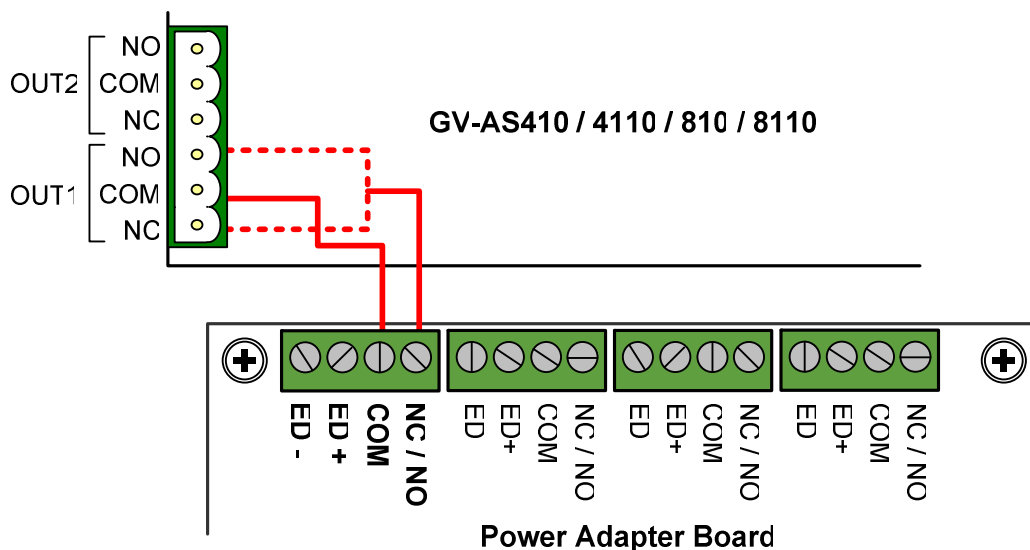 NO
OUT2 COM
NC
GV-AS410 / 4110 / 810 / 8110
NO
OUT1 COM
NC
ED - ED + COM NC / NO ED ED+ COM NC / NO ED ED+ COM NC / NO ED ED+ COM NC / NO
Power Adapter Board